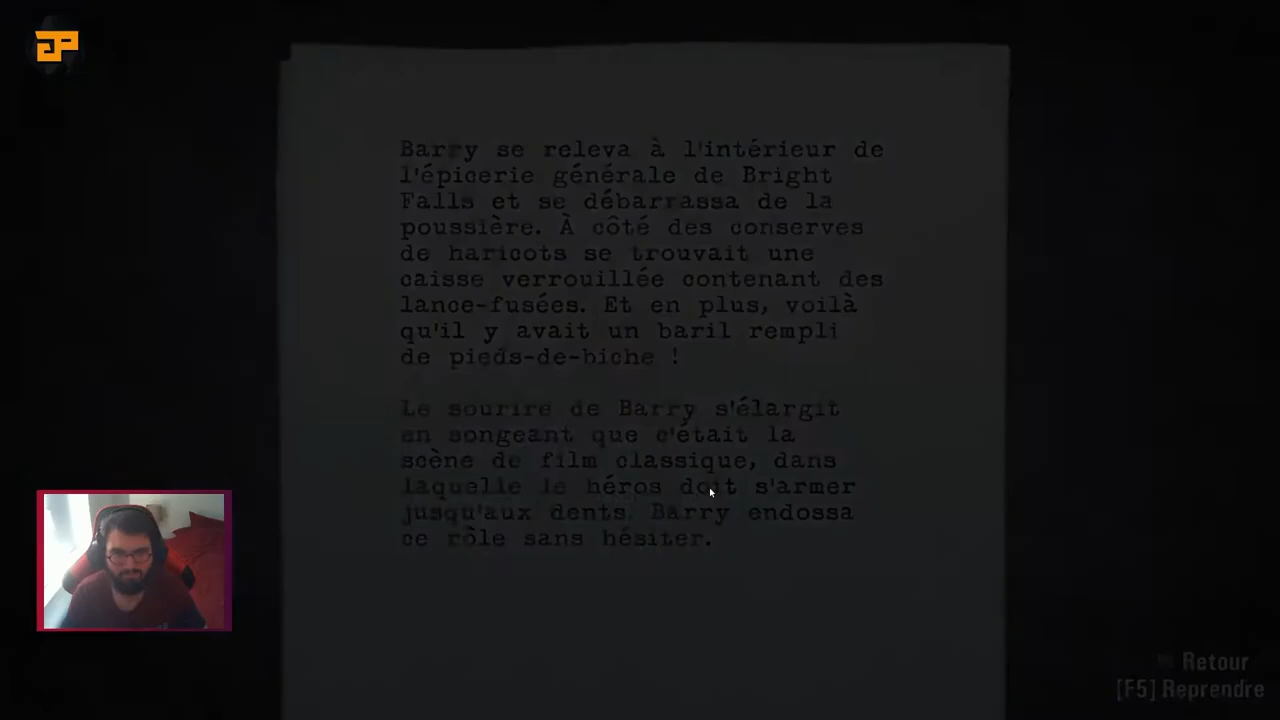 JP
Barry se releva à l'intérieur de
l'épicerie générale de Bright
Falls et se débarrassa de la
poussière. À côté des conserves
de haricots se trouvait une
caisse verrouillée contenant des
lance-fusées. Et en plus, voilà
qu'il y avait un baril rempli
de pieds-de-biche !
Le sourire de Barry s'élargit
en songeant que c'était la
scène de film classique, dans
laquelle le héros doit s'armer
jusqu'aux dents. Barry endossa
ce rôle sans hésiter.
Retour
[F5] Reprendre